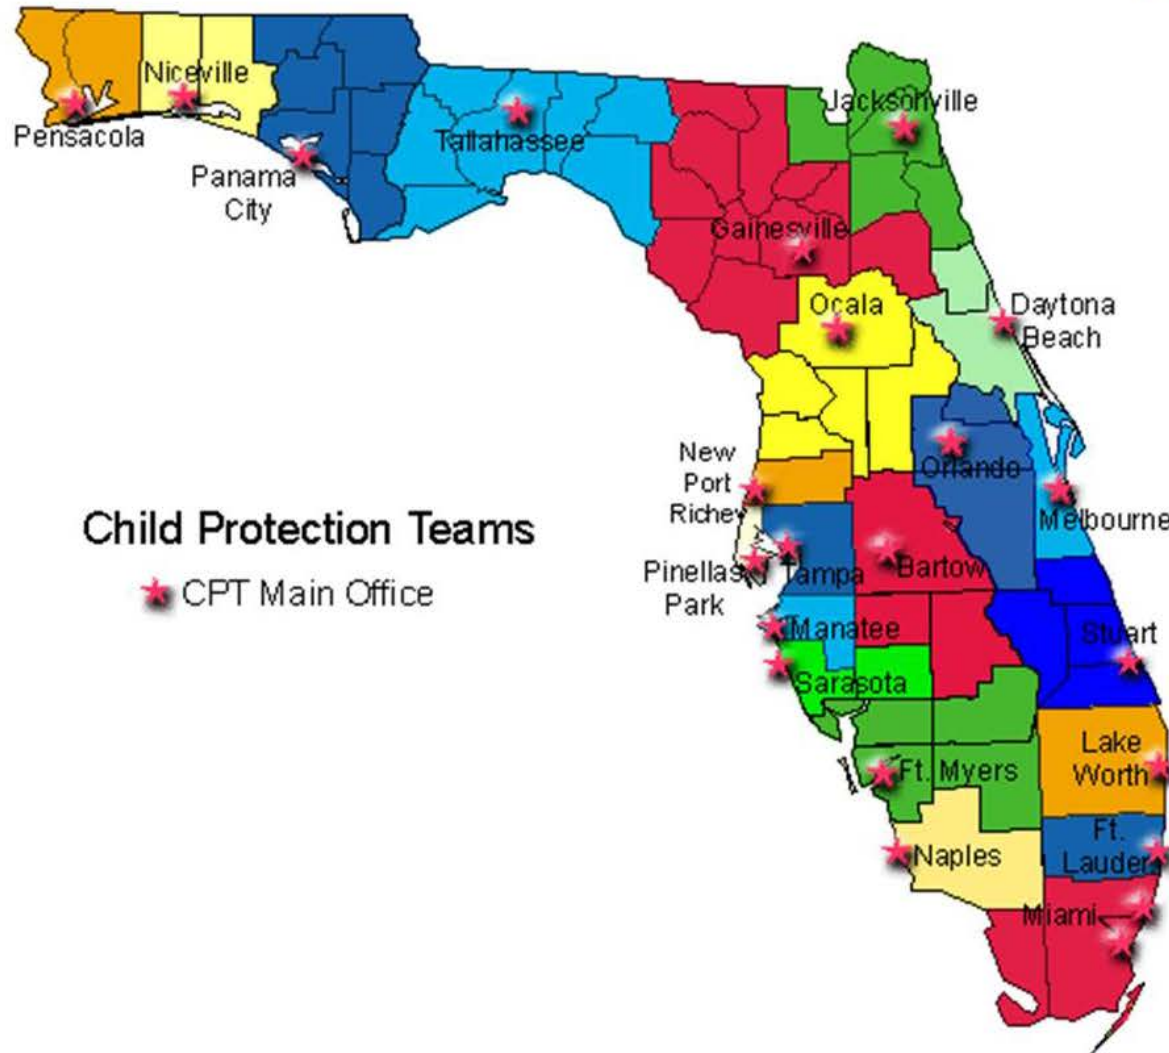 Niceville
Jacksonville
Pensacola
Tallahassee
Panama
City
Gainesville
Ocala
Daytona
Beach
New
Port
Richey
Orlando
Melbourne
Child Protection Teams
CPT Main Office
Pinellas
Park
Tampa
Bartow
Manatee
Stuart
Sarasota
Lake
Worth
Ft. Myers
Ft.
Lauder
Naples
Miami